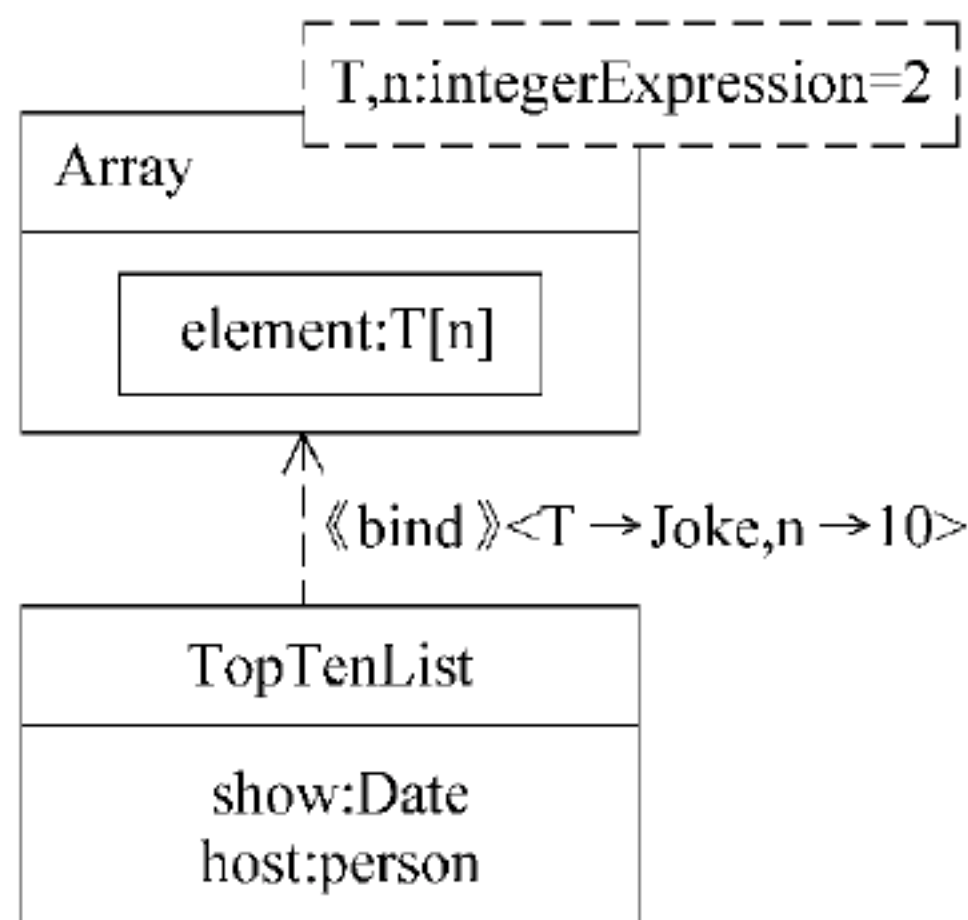 T,n:integerExpression=2
Array
element:T[n]
《bind》<T→Joke,n→10>
TopTenList
show:Date
host:person